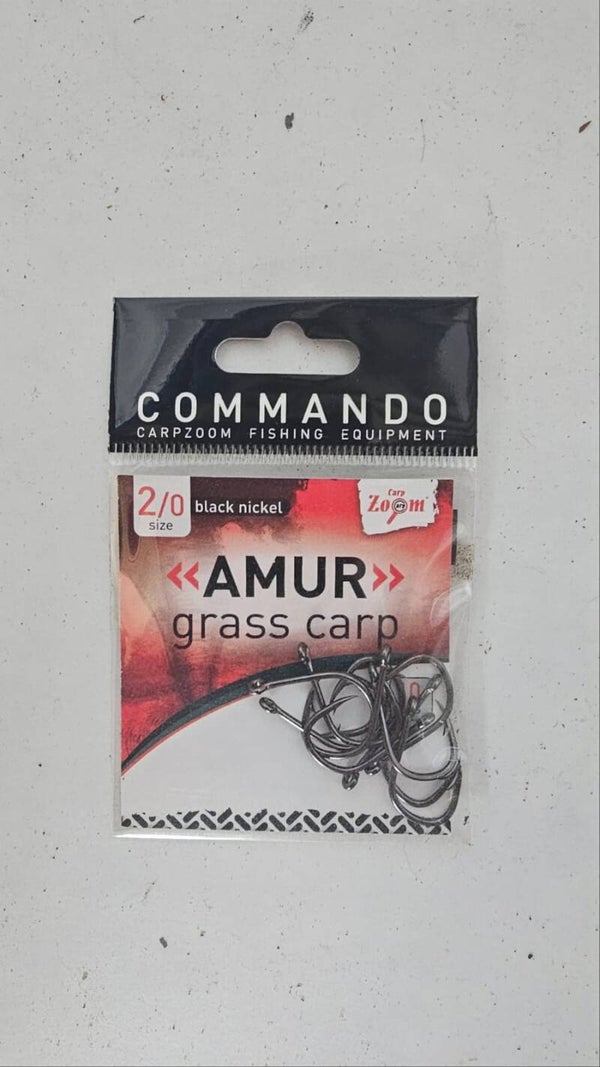 COMMANDO
CARPZOOM FISHING EQUIPMENT
2/0 black nickel
size
Carp
Zoom
«AMUR»
grass carp